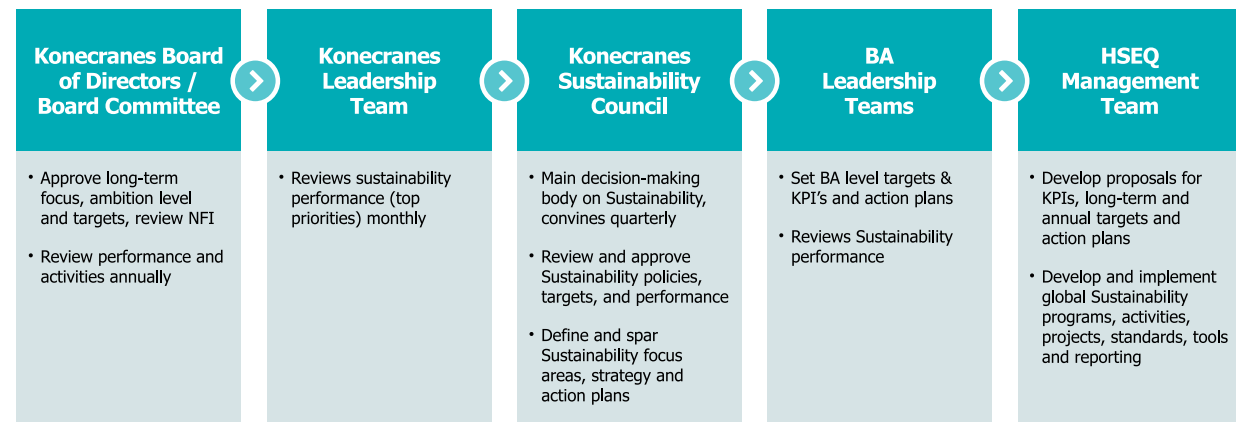 Konecranes Board
of Directors /
Board Committee
• Approve long-term
focus, ambition level
and targets, review NFI
• Review performance and
activities annually
Konecranes
Leadership
Team
• Reviews sustainability
performance (top
priorities) monthly
Konecranes
Sustainability
Council
• Main decision-making
body on Sustainability,
convines quarterly
• Review and approve
Sustainability policies,
targets, and performance
• Define and spar
Sustainability focus
areas, strategy and
action plans
BA
Leadership
Teams
• Set BA level targets &
KPI's and action plans
• Reviews Sustainability
performance
HSEQ
Management
Team
• Develop proposals for
KPIs, long-term and
annual targets and
action plans
• Develop and implement
global Sustainability
programs, activities,
projects, standards, tools
and reporting